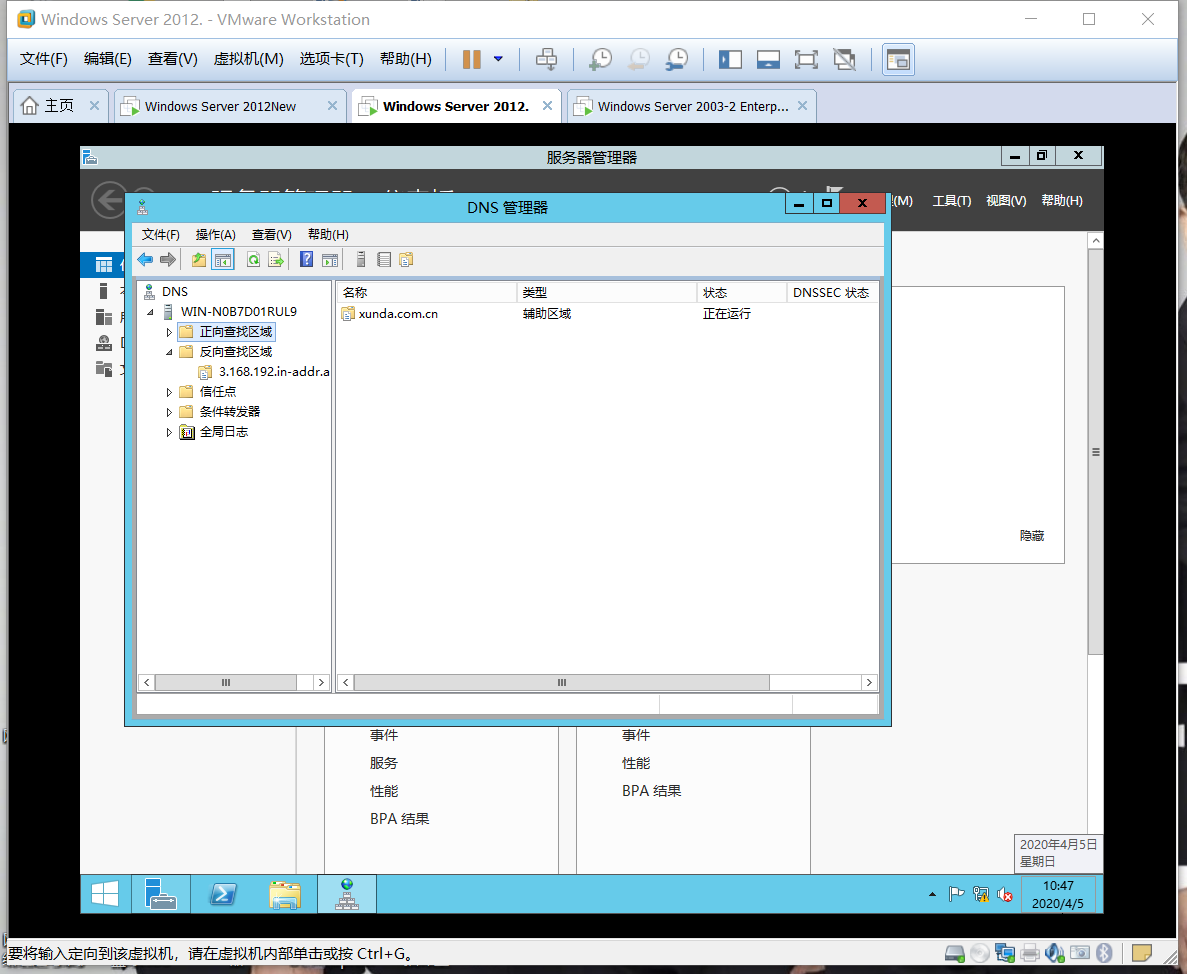 Windows Server 2012. - VMware Workstation
文件(F) 编辑(E) 查看(V) 虚拟机(M) 选项卡(T) 帮助(H)
主页 Windows Server 2012New Windows Server 2012. Windows Server 2003-2 Enterp...
服务器管理器
(M) 工具(T) 视图(V) 帮助(H)
DNS 管理器
文件(F) 操作(A) 查看(V) 帮助(H)
DNS
WIN-N0B7D01RUL9
正向查找区域
反向查找区域
3.168.192.in-addr.a
信任点
条件转发器
全局日志
名称 类型 状态 DNSSEC 状态
xunda.com.cn 辅助区域 正在运行
隐藏
事件 事件
服务 性能
性能 BPA 结果
BPA 结果
2020年4月5日
星期日
10:47
2020/4/5
要将输入定向到该虚拟机，请在虚拟机内部单击或按 Ctrl+G。